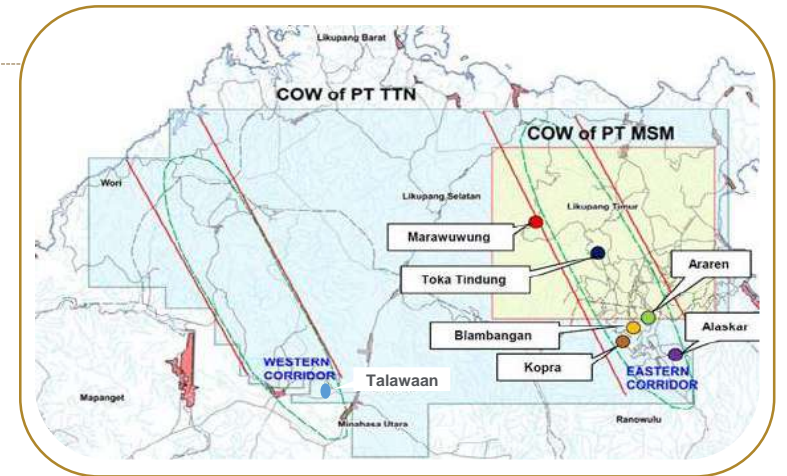 Likupang Barat
COW of PT TTN
COW of PT MSM
Wori
Likupang Selatan
Likupang Timur
Marawuwung
Araren
Toka Tindung
Blambangan
Alaskar
Kopra
WESTERN
CORRIDOR
Talawaan
EASTERN
CORRIDOR
Mapanget
Minahasa Utara
Ranowulu